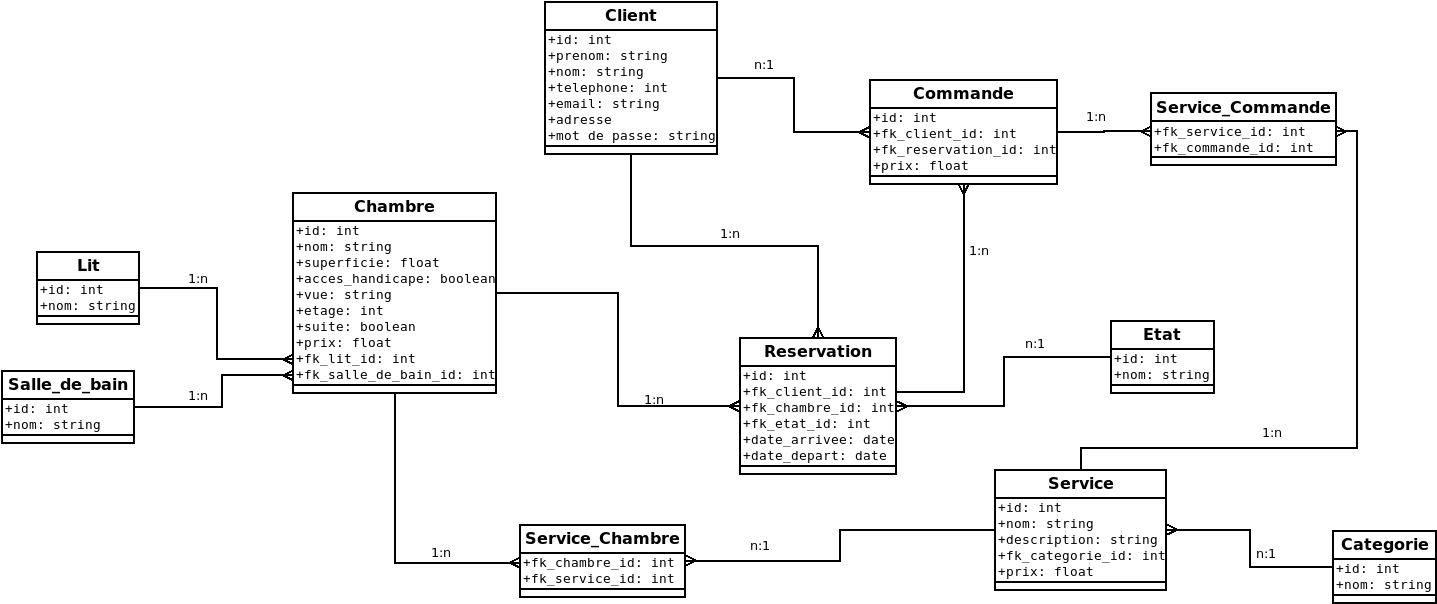 Client
+id: int
+prenom: string
+nom: string
+telephone: int
+email: string
+adresse
+mot de passe: string
n:1
Commande
+id: int
+fk_client_id: int
+fk_reservation_id: int
+prix: float
1:n
Service_Commande
+fk_service_id: int
+fk_commande_id: int
Chambre
+id: int
+nom: string
+superficie: float
+acces_handicape: boolean
+vue: string
+etage: int
+suite: boolean
+prix: float
+fk_lit_id: int
+fk_salle_de_bain_id: int
1:n
1:n
Lit
+id: int
+nom: string
1:n
Salle_de_bain
+id: int
+nom: string
1:n
1:n
Reservation
+id: int
+fk_client_id: int
+fk_chambre_id: int
+fk_etat_id: int
+date_arrivee: date
+date_depart: date
n:1
Etat
+id: int
+nom: string
1:n
Service
+id: int
+nom: string
+description: string
+fk_categorie_id: int
+prix: float
1:n
Service_Chambre
+fk_chambre_id: int
+fk_service_id: int
n:1
n:1
Categorie
+id: int
+nom: string